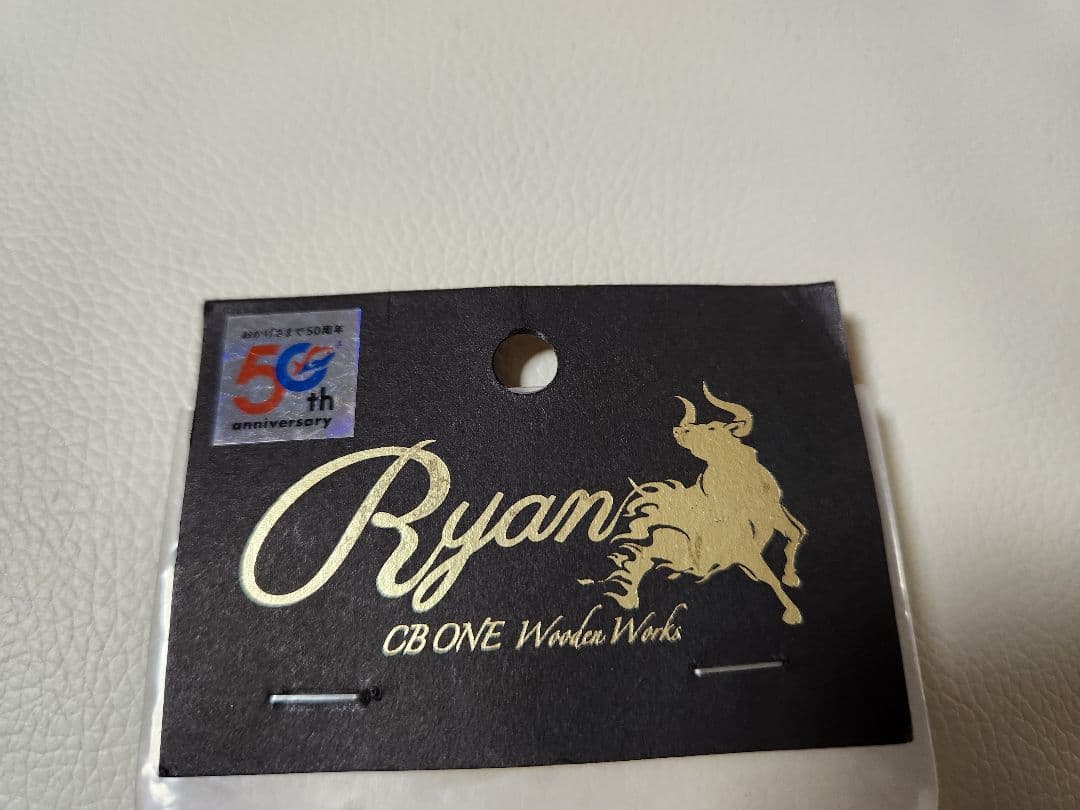 おかげさまで50周年
50th
anniversary
Ryan
CB ONE Wooden Works